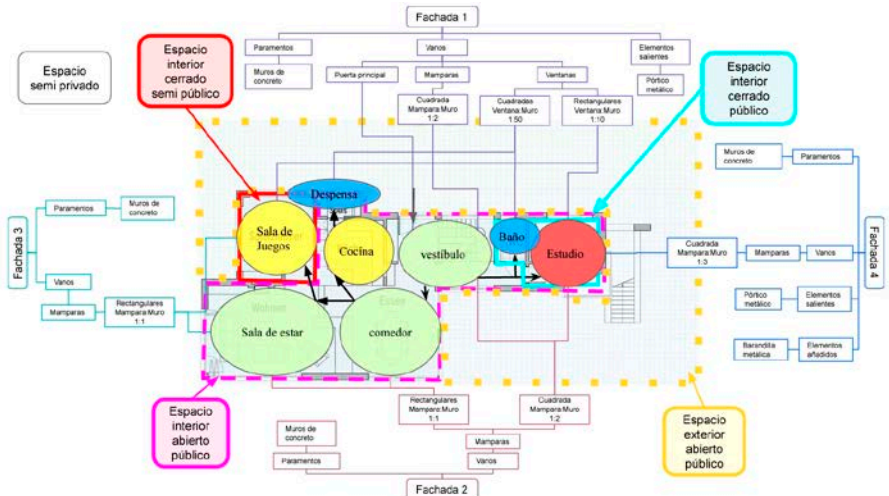 Fachada 1
Paramentos
Vanos
Elementos
salientes
Muros de
concreto
Puerta principal
Mamparas
Ventanas
Pórtico
metálico
Cuadrada
Mampara:Muro
1:2
Cuadradas
Ventana:Muro
1:50
Rectangulares
Ventana:Muro
1:10
Espacio
semi privado
Espacio
interior
cerrado
semi público
Espacio
interior
cerrado
público
Despensa
Sala de
Juegos
Cocina
vestíbulo
Baño
Estudio
Sala de estar
comedor
Fachada 3
Paramentos
Muros de
concreto
Vanos
Mamparas
Rectangulares
Mampara:Muro
1:1
Muros de
concreto
Paramentos
Fachada 4
Cuadrada
Mampara:Muro
1:3
Mamparas
Vanos
Pórtico
metálico
Elementos
salientes
Barandilla
metálica
Elementos
añadidos
Espacio
interior
abierto
público
Rectangulares
Mampara:Muro
1:1
Cuadrada
Mampara:Muro
1:2
Muros de
concreto
Mamparas
Paramentos
Vanos
Fachada 2
Espacio
exterior
abierto
público